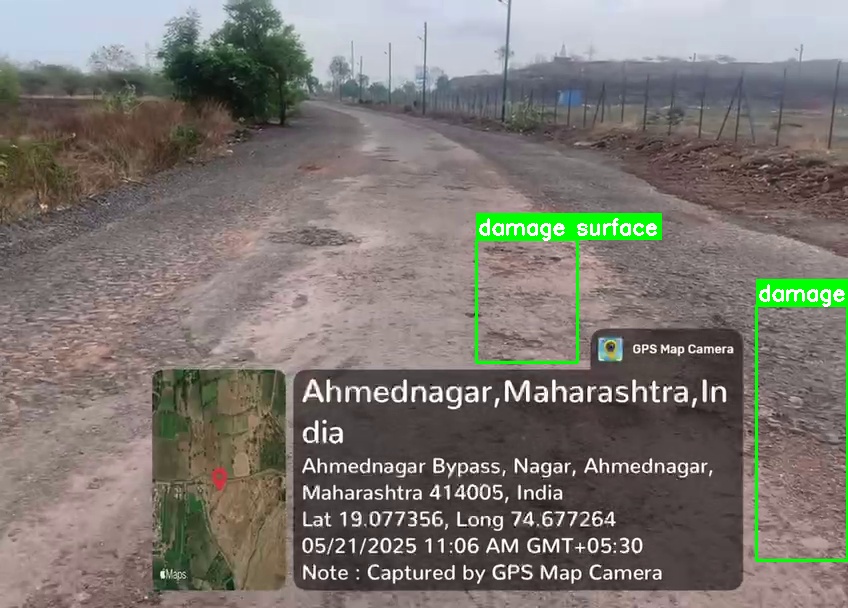 damage surface
damage
GPS Map Camera
Ahmednagar,Maharashtra,In
dia
Ahmednagar Bypass, Nagar, Ahmednagar,
Maharashtra 414005, India
Lat 19.077356, Long 74.677264
05/21/2025 11:06 AM GMT+05:30
Note : Captured by GPS Map Camera
Maps